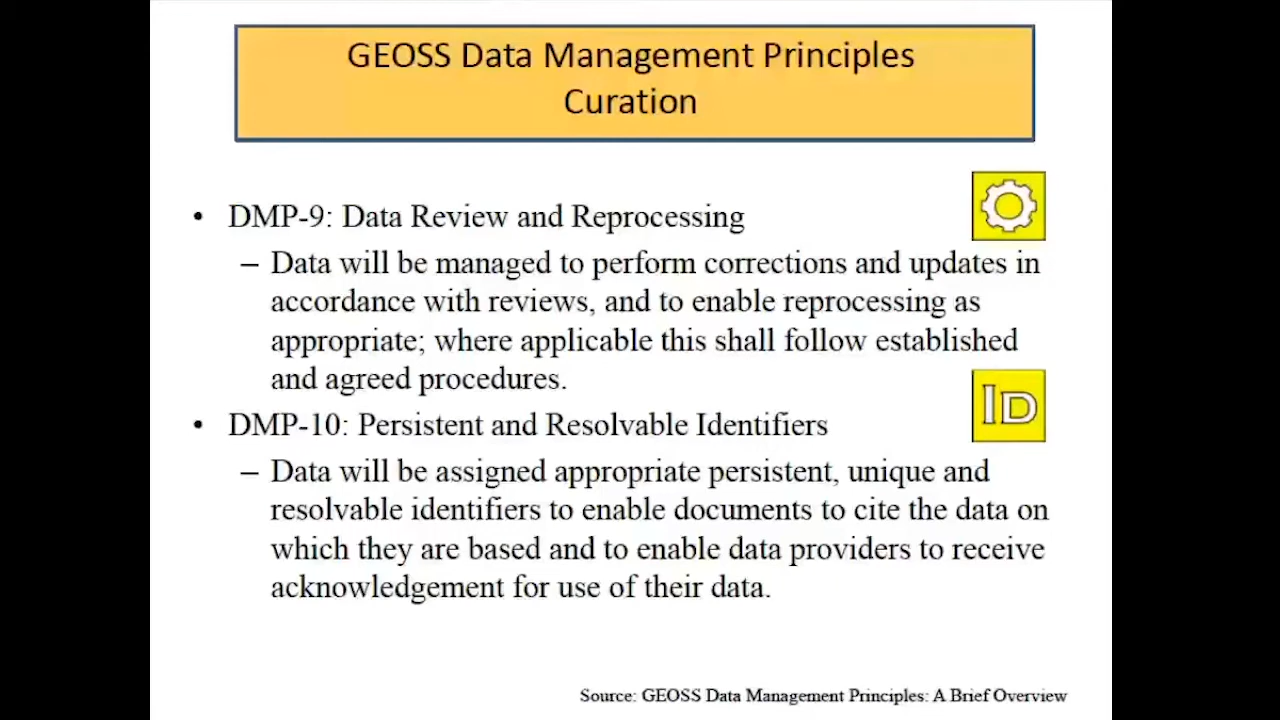 GEOSS Data Management Principles
Curation
• DMP-9: Data Review and Reprocessing
– Data will be managed to perform corrections and updates in
accordance with reviews, and to enable reprocessing as
appropriate; where applicable this shall follow established
and agreed procedures.
ID
• DMP-10: Persistent and Resolvable Identifiers
– Data will be assigned appropriate persistent, unique and
resolvable identifiers to enable documents to cite the data on
which they are based and to enable data providers to receive
acknowledgement for use of their data.
Source: GEOSS Data Management Principles: A Brief Overview